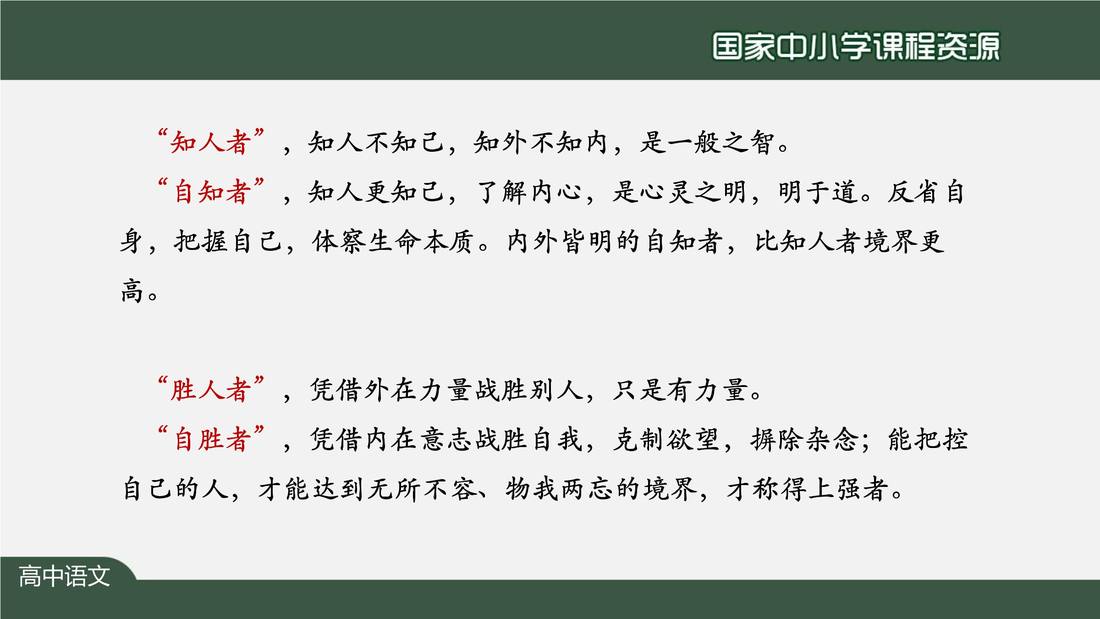 国家中小学课程资源
“知人者”，知人不知己，知外不知内，是一般之智。
“自知者”，知人更知己，了解内心，是心灵之明，明于道。反省自
身，把握自己，体察生命本质。内外皆明的自知者，比知人者境界更
高。
“胜人者”，凭借外在力量战胜别人，只是有力量。
“自胜者”，凭借内在意志战胜自我，克制欲望，摒除杂念；能把控
自己的人，才能达到无所不容、物我两忘的境界，才称得上强者。
高中语文